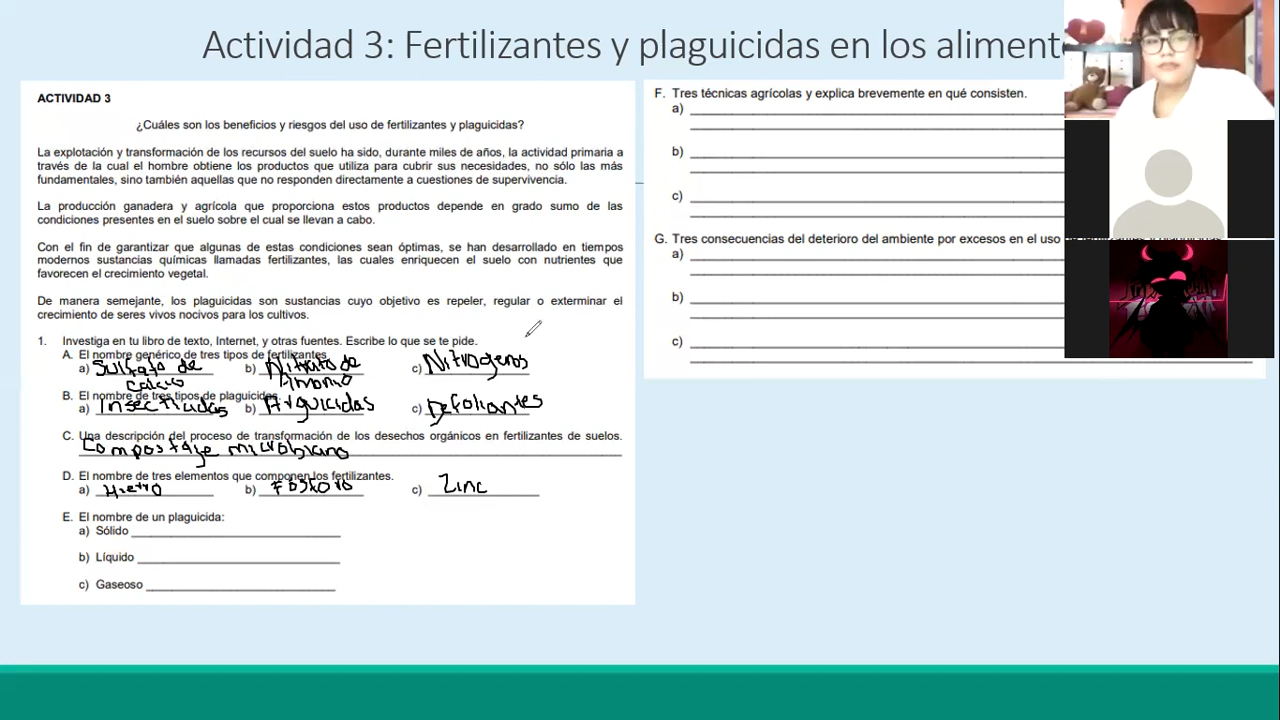 Actividad 3: Fertilizantes y plaguicidas en los aliment
ACTIVIDAD 3
¿Cuáles son los beneficios y riesgos del uso de fertilizantes y plaguicidas?
La explotación y transformación de los recursos del suelo ha sido, durante miles de años, la actividad primaria a
través de la cual el hombre obtiene los productos que utiliza para cubrir sus necesidades, no sólo las más
fundamentales, sino también aquellas que no responden directamente a cuestiones de supervivencia.
La producción ganadera y agrícola que proporciona estos productos depende en grado sumo de las
condiciones presentes en el suelo sobre el cual se llevan a cabo.
Con el fin de garantizar que algunas de estas condiciones sean óptimas, se han desarrollado en tiempos
modernos sustancias químicas llamadas fertilizantes, las cuales enriquecen el suelo con nutrientes que
favorecen el crecimiento vegetal.
De manera semejante, los plaguicidas son sustancias cuyo objetivo es repeler, regular o exterminar el
crecimiento de seres vivos nocivos para los cultivos.
1. Investiga en tu libro de texto, Internet, y otras fuentes. Escribe lo que se te pide.
A. El nombre genérico de tres tipos de fertilizantes.
a) Sulfato de b) Nitrato de c) Nitrogenos
calcio Amonio
B. El nombre de tres tipos de plaguicidas.
a) Insecticidas b) c) Defoliantes
C. Una descripción del proceso de transformación de los desechos orgánicos en fertilizantes de suelos.
Compostaje microbiano
D. El nombre de tres elementos que componen los fertilizantes.
a) Hierro b) Fosforo c) Zinc
E. El nombre de un plaguicida:
a) Sólido
b) Líquido
c) Gaseoso
F. Tres técnicas agrícolas y explica brevemente en qué consisten.
a)
b)
c)
G. Tres consecuencias del deterioro del ambiente por excesos en el uso
a)
b)
c)